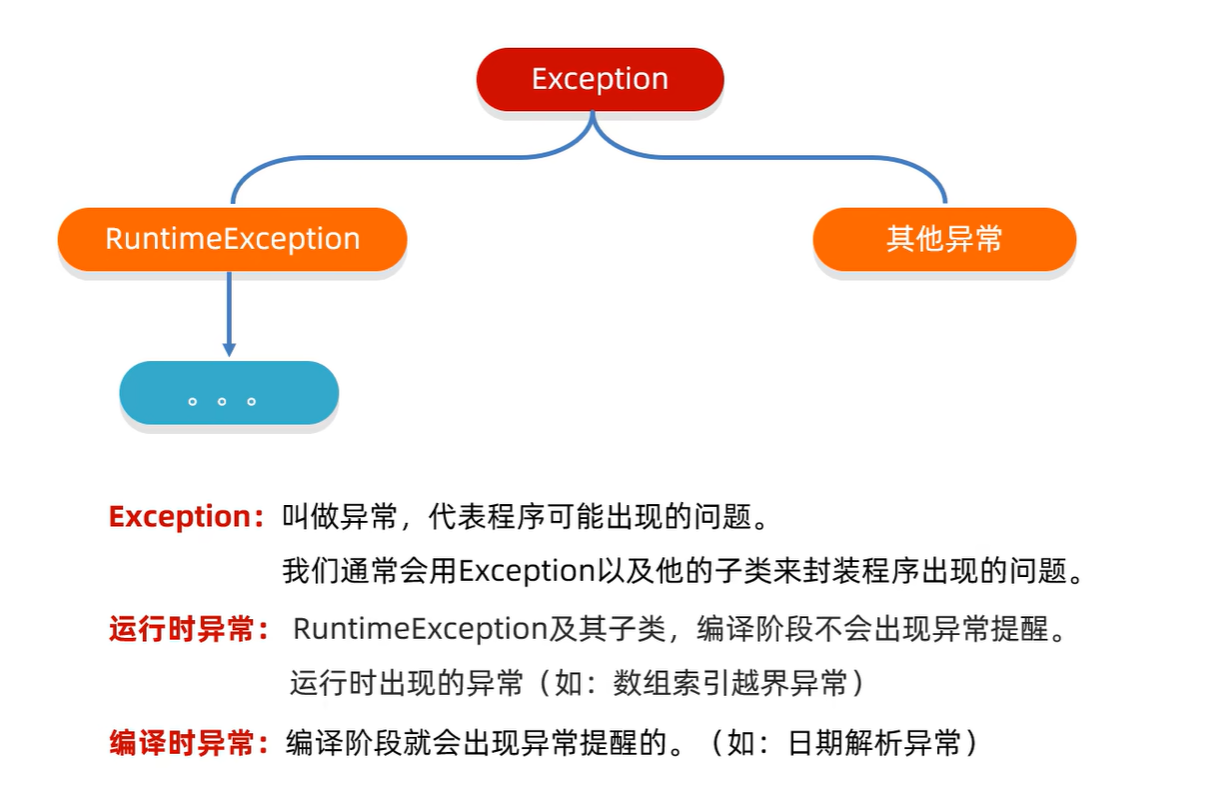 Exception
RuntimeException
其他异常
。。。
Exception：叫做异常，代表程序可能出现的问题。
我们通常会用Exception以及他的子类来封装程序出现的问题。
运行时异常： RuntimeException及其子类，编译阶段不会出现异常提醒。
运行时出现的异常（如：数组索引越界异常）
编译时异常：编译阶段就会出现异常提醒的。（如：日期解析异常）